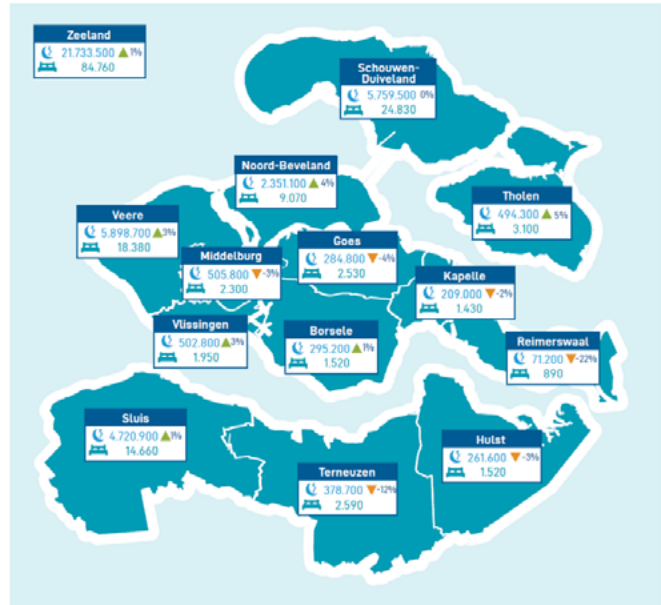 Zeeland
21.733.500 1%
84.760
Schouwen-
Duiveland
5.759.500 0%
24.830
Noord-Beveland
2.351.100 4%
9.070
Tholen
494.300 5%
3.100
Veere
5.898.700 3%
18.380
Middelburg
505.800 -3%
2.300
Goes
284.800 -4%
2.530
Kapelle
209.000 -2%
1.430
Vlissingen
502.800 3%
1.950
Borsele
295.200 1%
1.520
Reimerswaal
71.200 -22%
890
Sluis
4.720.900 1%
14.660
Terneuzen
378.700 -12%
2.590
Hulst
261.600 -3%
1.520